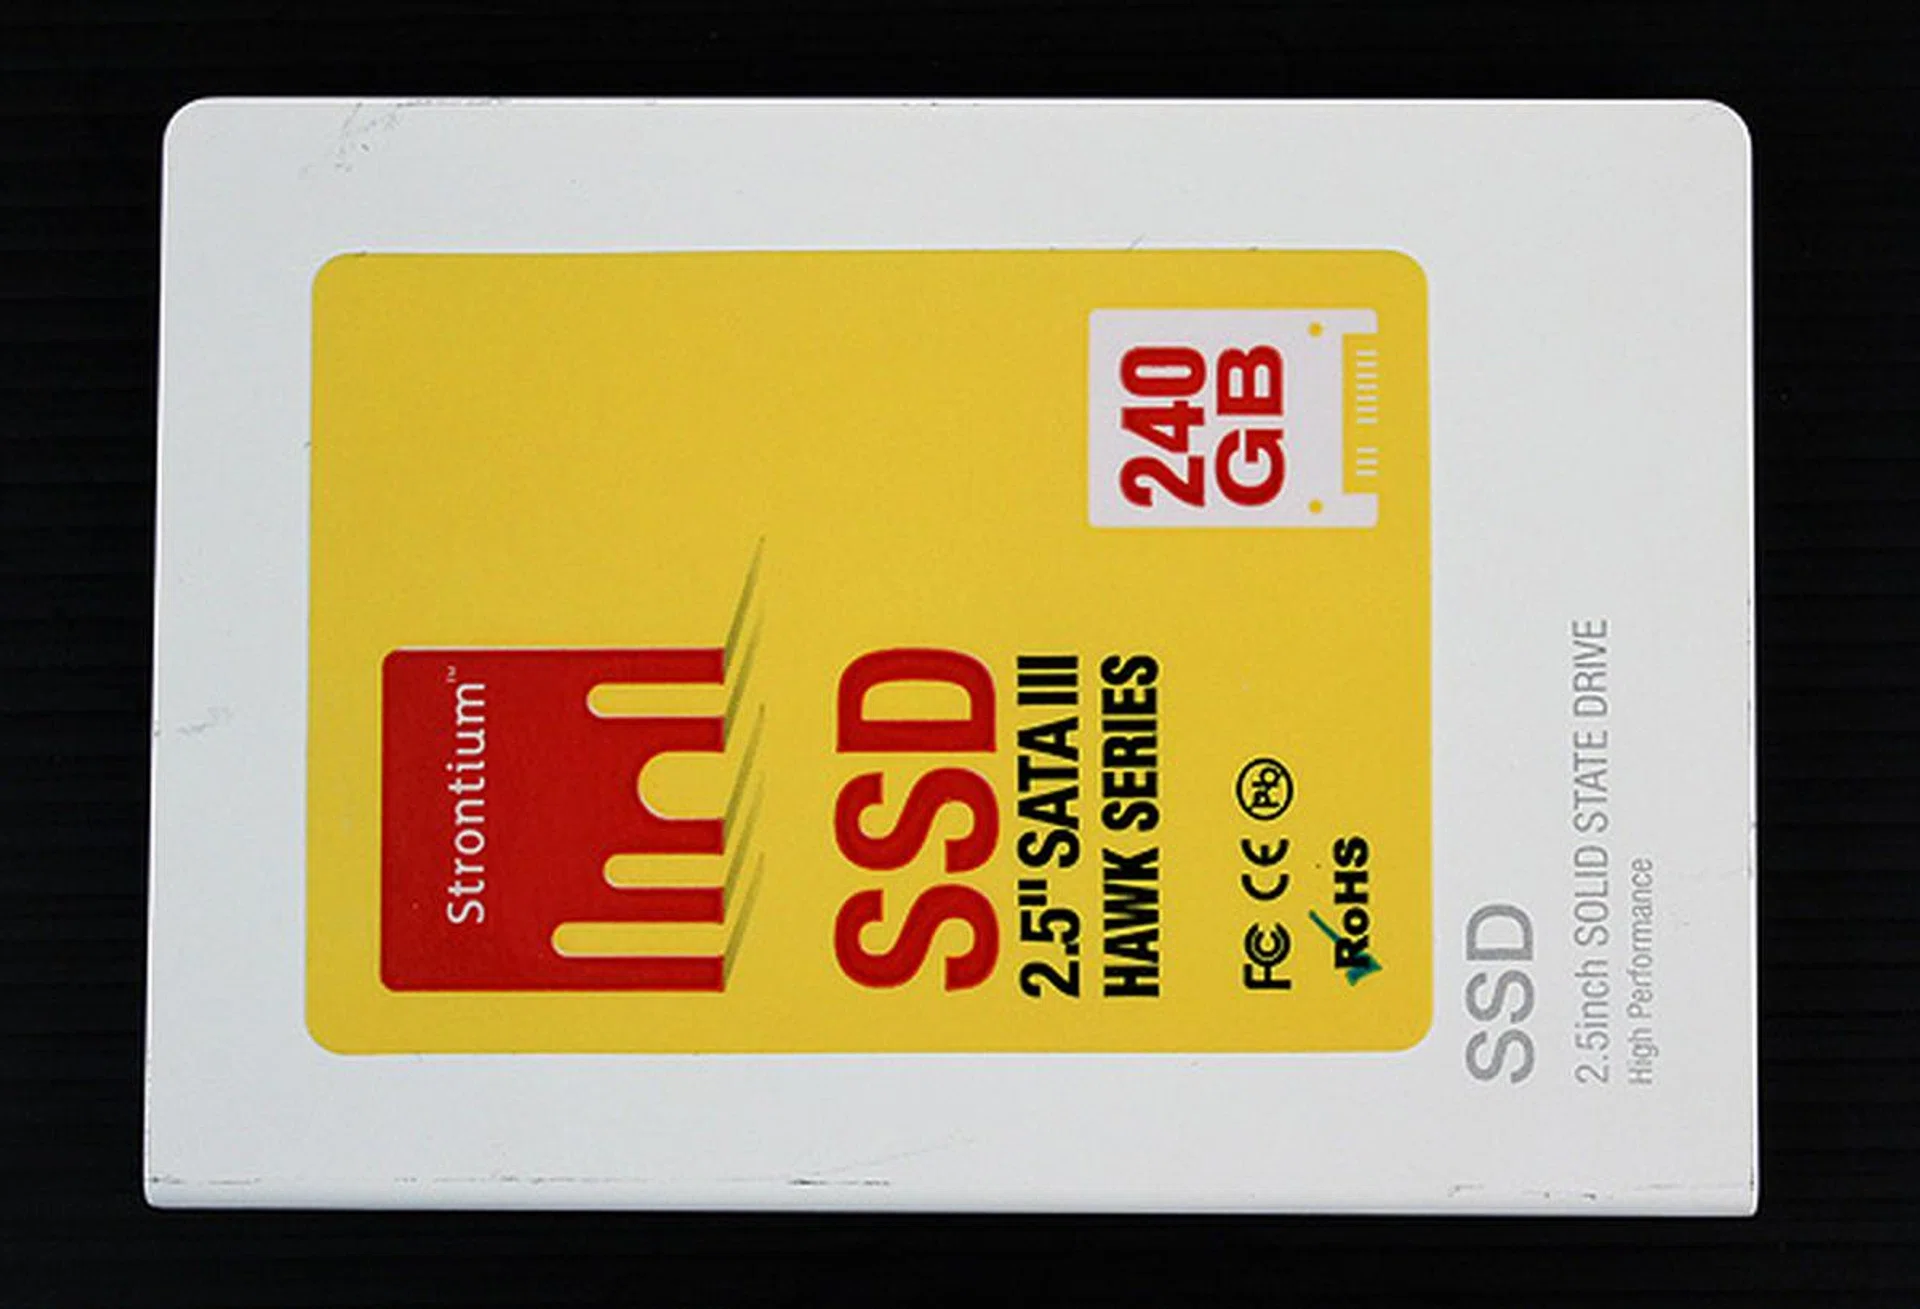 Strontium™
SSD
2.5" SATA III
HAWK SERIES
240
GB
FC CE Pb
RoHS
SSD
2.5inch SOLID STATE DRIVE
High Performance